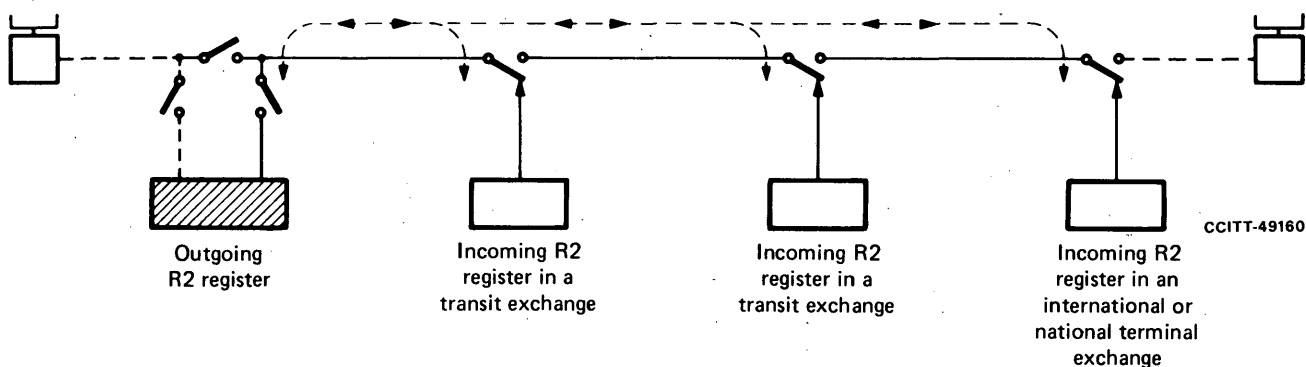 CCITT-49160
Outgoing
R2 register
Incoming R2
register in a
transit exchange
Incoming R2
register in a
transit exchange
Incoming R2
register in an
international or
national terminal
exchange